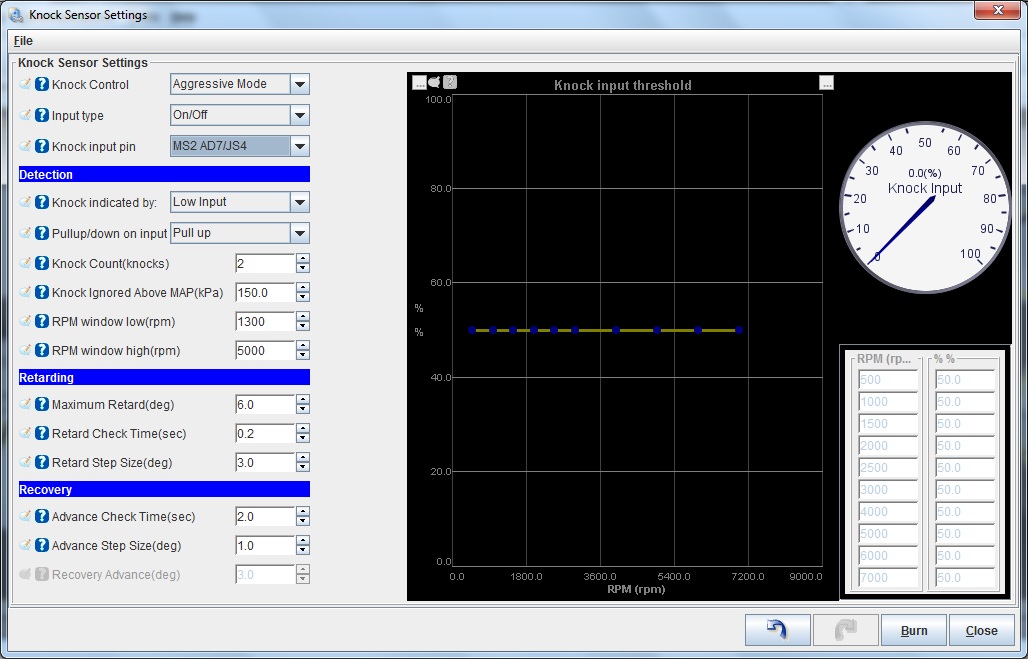 Knock Sensor Settings
File
Knock Sensor Settings
Knock Control Aggressive Mode
Input type On/Off
Knock input pin MS2 AD7/JS4
Detection
Knock indicated by: Low Input
Pullup/down on input Pull up
Knock Count(knocks) 2
Knock Ignored Above MAP(kPa) 150.0
RPM window low(rpm) 1300
RPM window high(rpm) 5000
Retarding
Maximum Retard(deg) 6.0
Retard Check Time(sec) 0.2
Retard Step Size(deg) 3.0
Recovery
Advance Check Time(sec) 2.0
Advance Step Size(deg) 1.0
Recovery Advance(deg) 3.0
... ? Knock input threshold ...
100.0
80.0
60.0
%
%
40.0
20.0
0.0
0.0 1800.0 3600.0 5400.0 7200.0 9000.0
RPM (rpm)
0.0(%)
Knock Input
0 10 20 30 40 50 60 70 80 90 100
RPM (rp... % %
500 50.0
1000 50.0
1500 50.0
2000 50.0
2500 50.0
3000 50.0
4000 50.0
5000 50.0
6000 50.0
7000 50.0
Burn Close